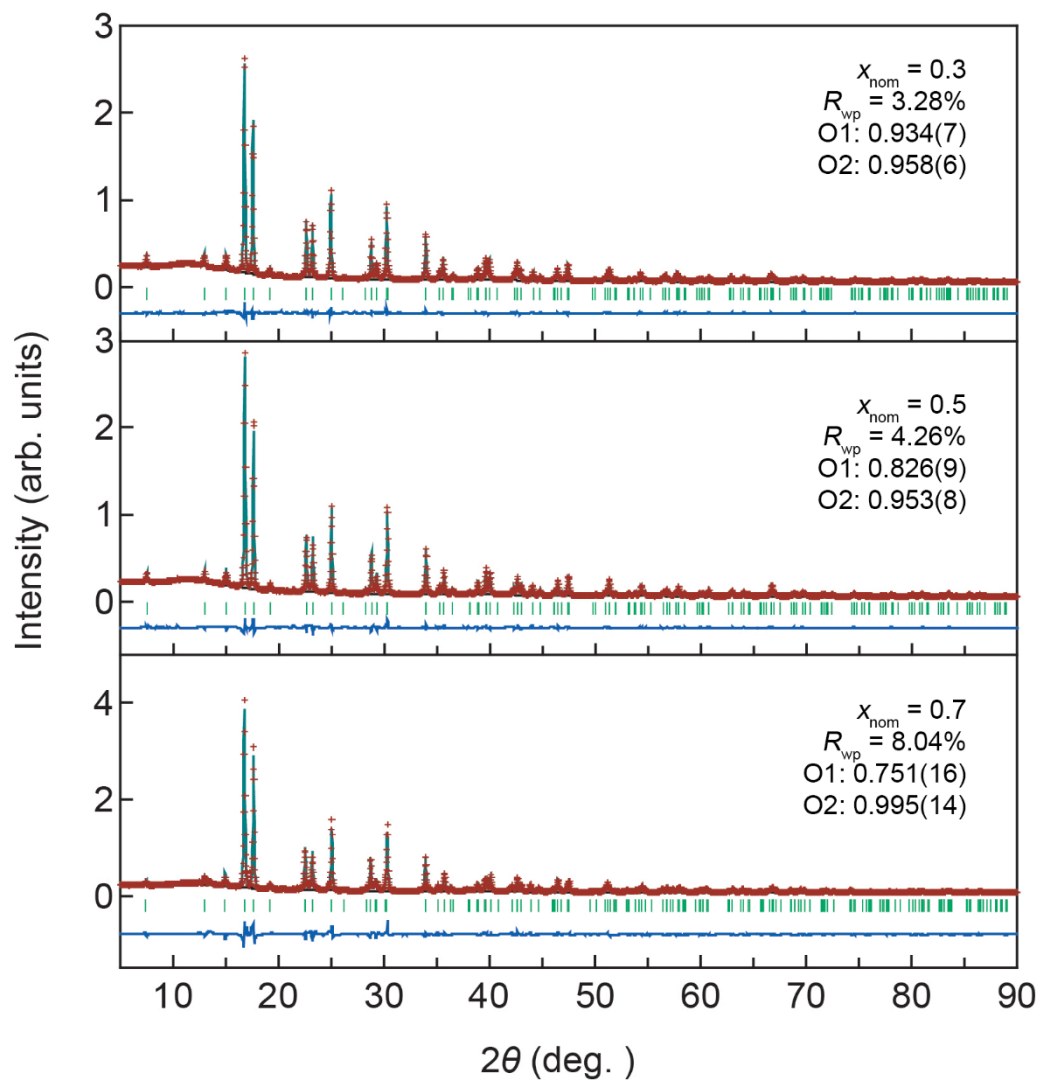 3
2
1
0
x_nom = 0.3
R_wp = 3.28%
O1: 0.934(7)
O2: 0.958(6)
3
2
1
0
x_nom = 0.5
R_wp = 4.26%
O1: 0.826(9)
O2: 0.953(8)
4
2
0
x_nom = 0.7
R_wp = 8.04%
O1: 0.751(16)
O2: 0.995(14)
Intensity (arb. units)
10 20 30 40 50 60 70 80 90
2θ (deg. )